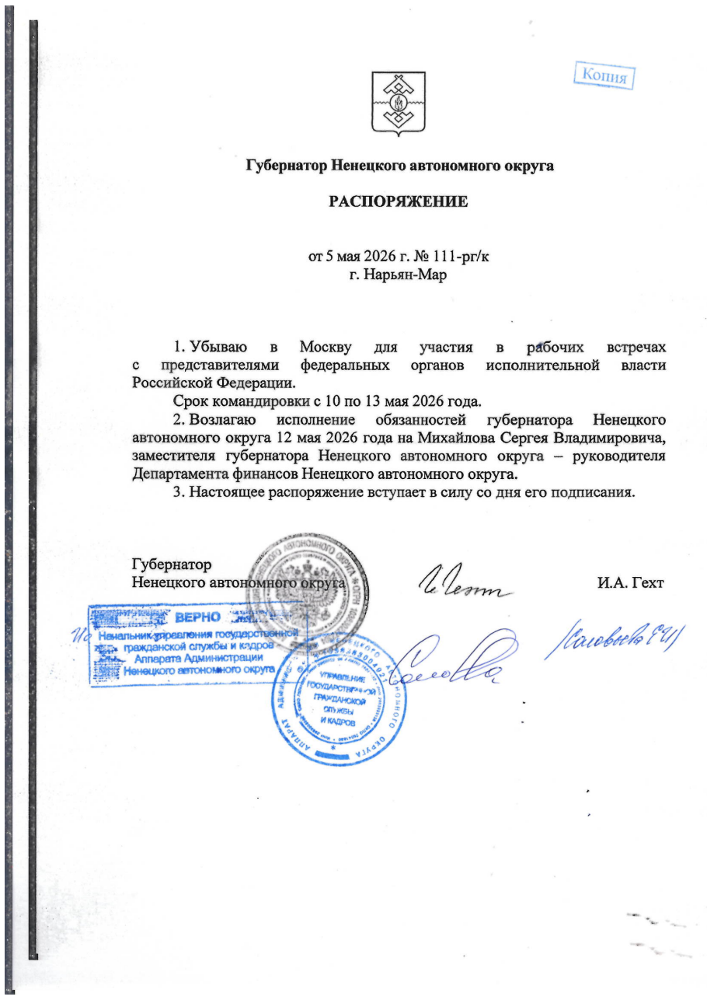 Копия
Губернатор Ненецкого автономного округа
РАСПОРЯЖЕНИЕ
от 5 мая 2026 г. № 111-рг/к
г. Нарьян-Мар
1. Убываю в Москву для участия в рабочих встречах
с представителями федеральных органов исполнительной власти
Российской Федерации.
Срок командировки с 10 по 13 мая 2026 года.
2. Возлагаю исполнение обязанностей губернатора Ненецкого
автономного округа 12 мая 2026 года на Михайлова Сергея Владимировича,
заместителя губернатора Ненецкого автономного округа – руководителя
Департамента финансов Ненецкого автономного округа.
3. Настоящее распоряжение вступает в силу со дня его подписания.
Губернатор
Ненецкого автономного округа
И.А. Гехт
ВЕРНО
Начальник управления государственной
гражданской службы и кадров
Аппарата Администрации
Ненецкого автономного округа
УПРАВЛЕНИЕ
ГОСУДАРСТВЕННОЙ
ГРАЖДАНСКОЙ
СЛУЖБЫ
И КАДРОВ